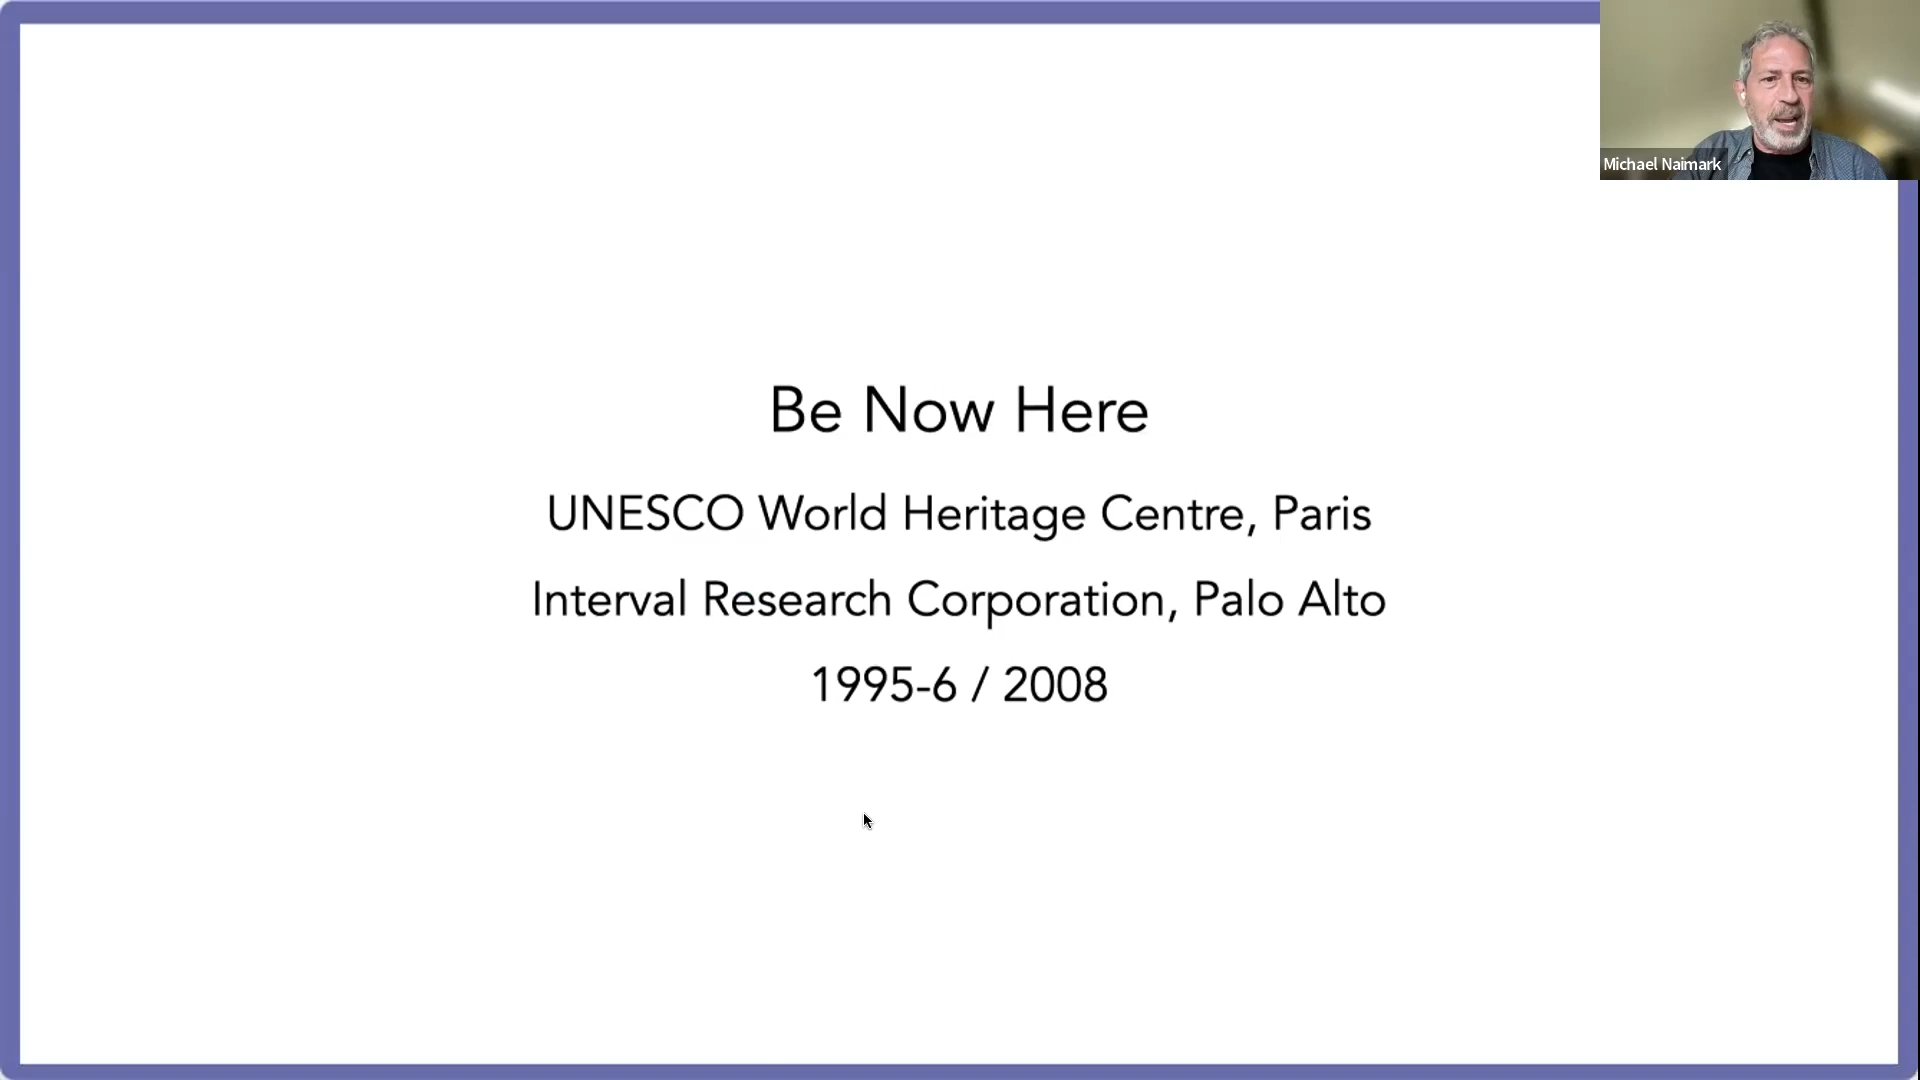 Michael Naimark
Be Now Here
UNESCO World Heritage Centre, Paris
Interval Research Corporation, Palo Alto
1995-6 / 2008